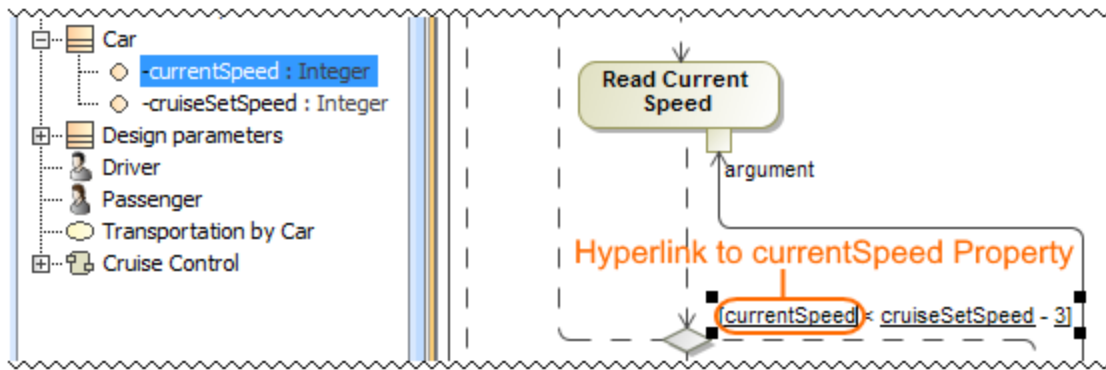 Car
-currentSpeed : Integer
-cruiseSetSpeed : Integer
Design parameters
Driver
Passenger
Transportation by Car
Cruise Control
Read Current
Speed
argument
Hyperlink to currentSpeed Property
[currentSpeed < cruiseSetSpeed - 3]